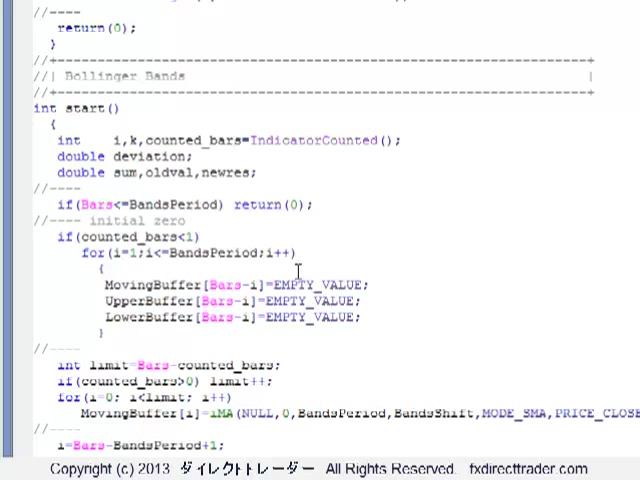 //----
return(0);
}
//+------------------------------------------------------------------+
//| Bollinger Bands                                                  |
//+------------------------------------------------------------------+
int start()
{
int    i,k,counted_bars=IndicatorCounted();
double deviation;
double sum,oldval,newres;
//----
if(Bars<=BandsPeriod) return(0);
//---- initial zero
if(counted_bars<1)
for(i=1;i<=BandsPeriod;i++)
{
MovingBuffer[Bars-i]=EMPTY_VALUE;
UpperBuffer[Bars-i]=EMPTY_VALUE;
LowerBuffer[Bars-i]=EMPTY_VALUE;
}
//----
int limit=Bars-counted_bars;
if(counted_bars>0) limit++;
for(i=0; i<limit; i++)
MovingBuffer[i]=iMA(NULL,0,BandsPeriod,BandsShift,MODE_SMA,PRICE_CLOSE
//----
i=Bars-BandsPeriod+1;
Copyright (c) 2013 ダイレクトトレーダー All Rights Reserved. fxdirecttrader.com